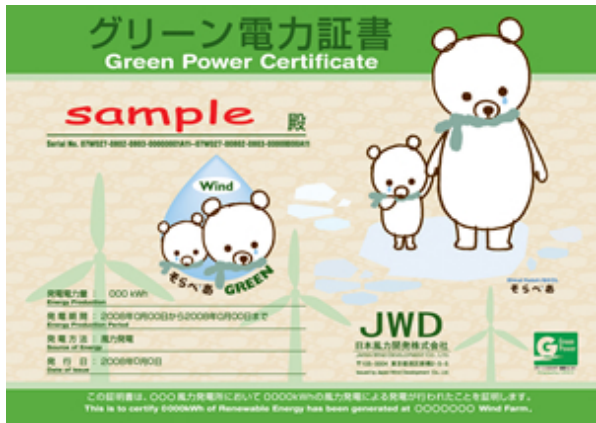 グリーン電力証書
Green Power Certificate
sample 殿
Wind
そらべあ GREEN
発電電力量 : 000 kWh
Energy Production
発電期間 : 2008年0月00日から2008年0月00日まで
Energy Production Period
発電方法 : 風力発電
Source of Energy
発行日 : 2008年0月0日
Date of Issue
そらべあ
JWD
日本風力開発株式会社
Green Power
この証明書は、〇〇〇風力発電所において〇〇〇〇kWhの風力発電による発電が行われたことを証明します。
This is to certify 0000kWh of Renewable Energy has been generated at 〇〇〇〇〇〇〇 Wind Farm.